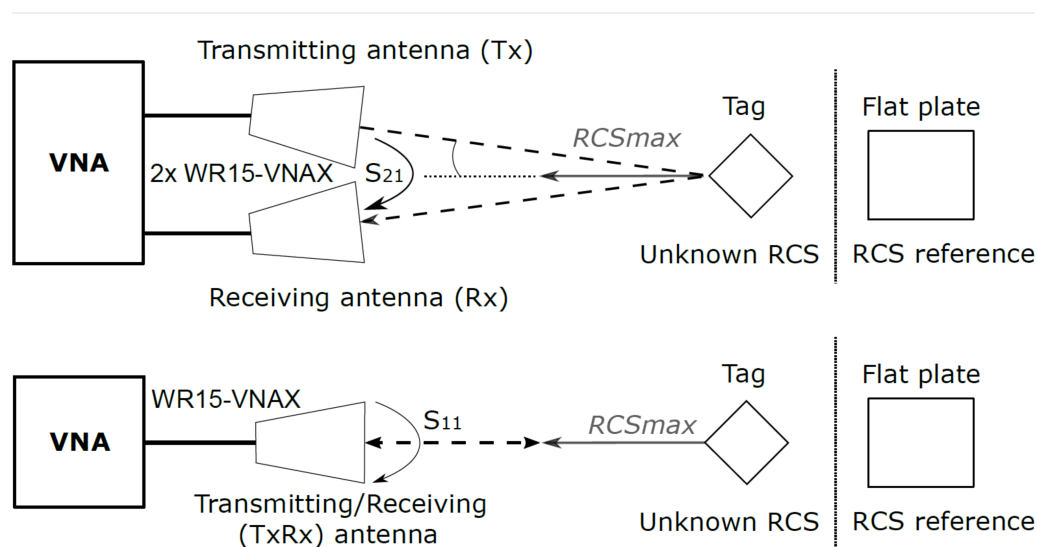 Transmitting antenna (Tx)
VNA
2x WR15-VNAX
S21
RCSmax
Tag
Flat plate
Unknown RCS
RCS reference
Receiving antenna (Rx)
WR15-VNAX
VNA
S11
RCSmax
Tag
Flat plate
Transmitting/Receiving
(TxRx) antenna
Unknown RCS
RCS reference